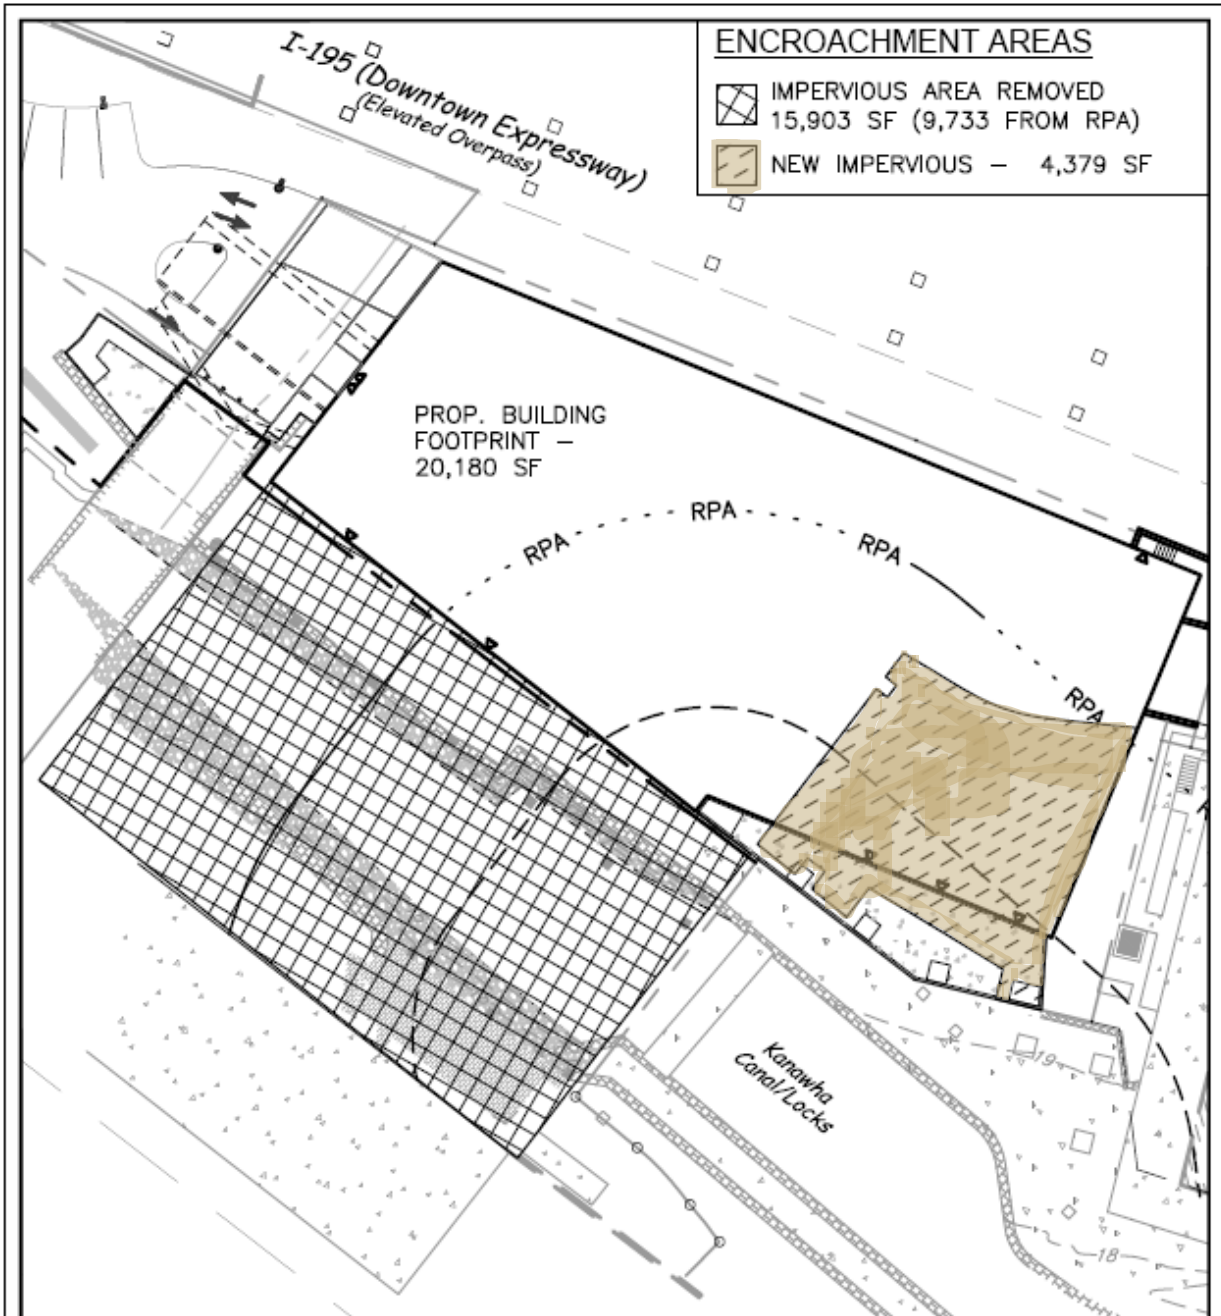 ENCROACHMENT AREAS
IMPERVIOUS AREA REMOVED
15,903 SF (9,733 FROM RPA)
NEW IMPERVIOUS – 4,379 SF
I-195 (Downtown Expressway)
(Elevated Overpass)
PROP. BUILDING
FOOTPRINT –
20,180 SF
RPA
RPA
RPA
RPA
Kanawha
Canal/Locks
19
18